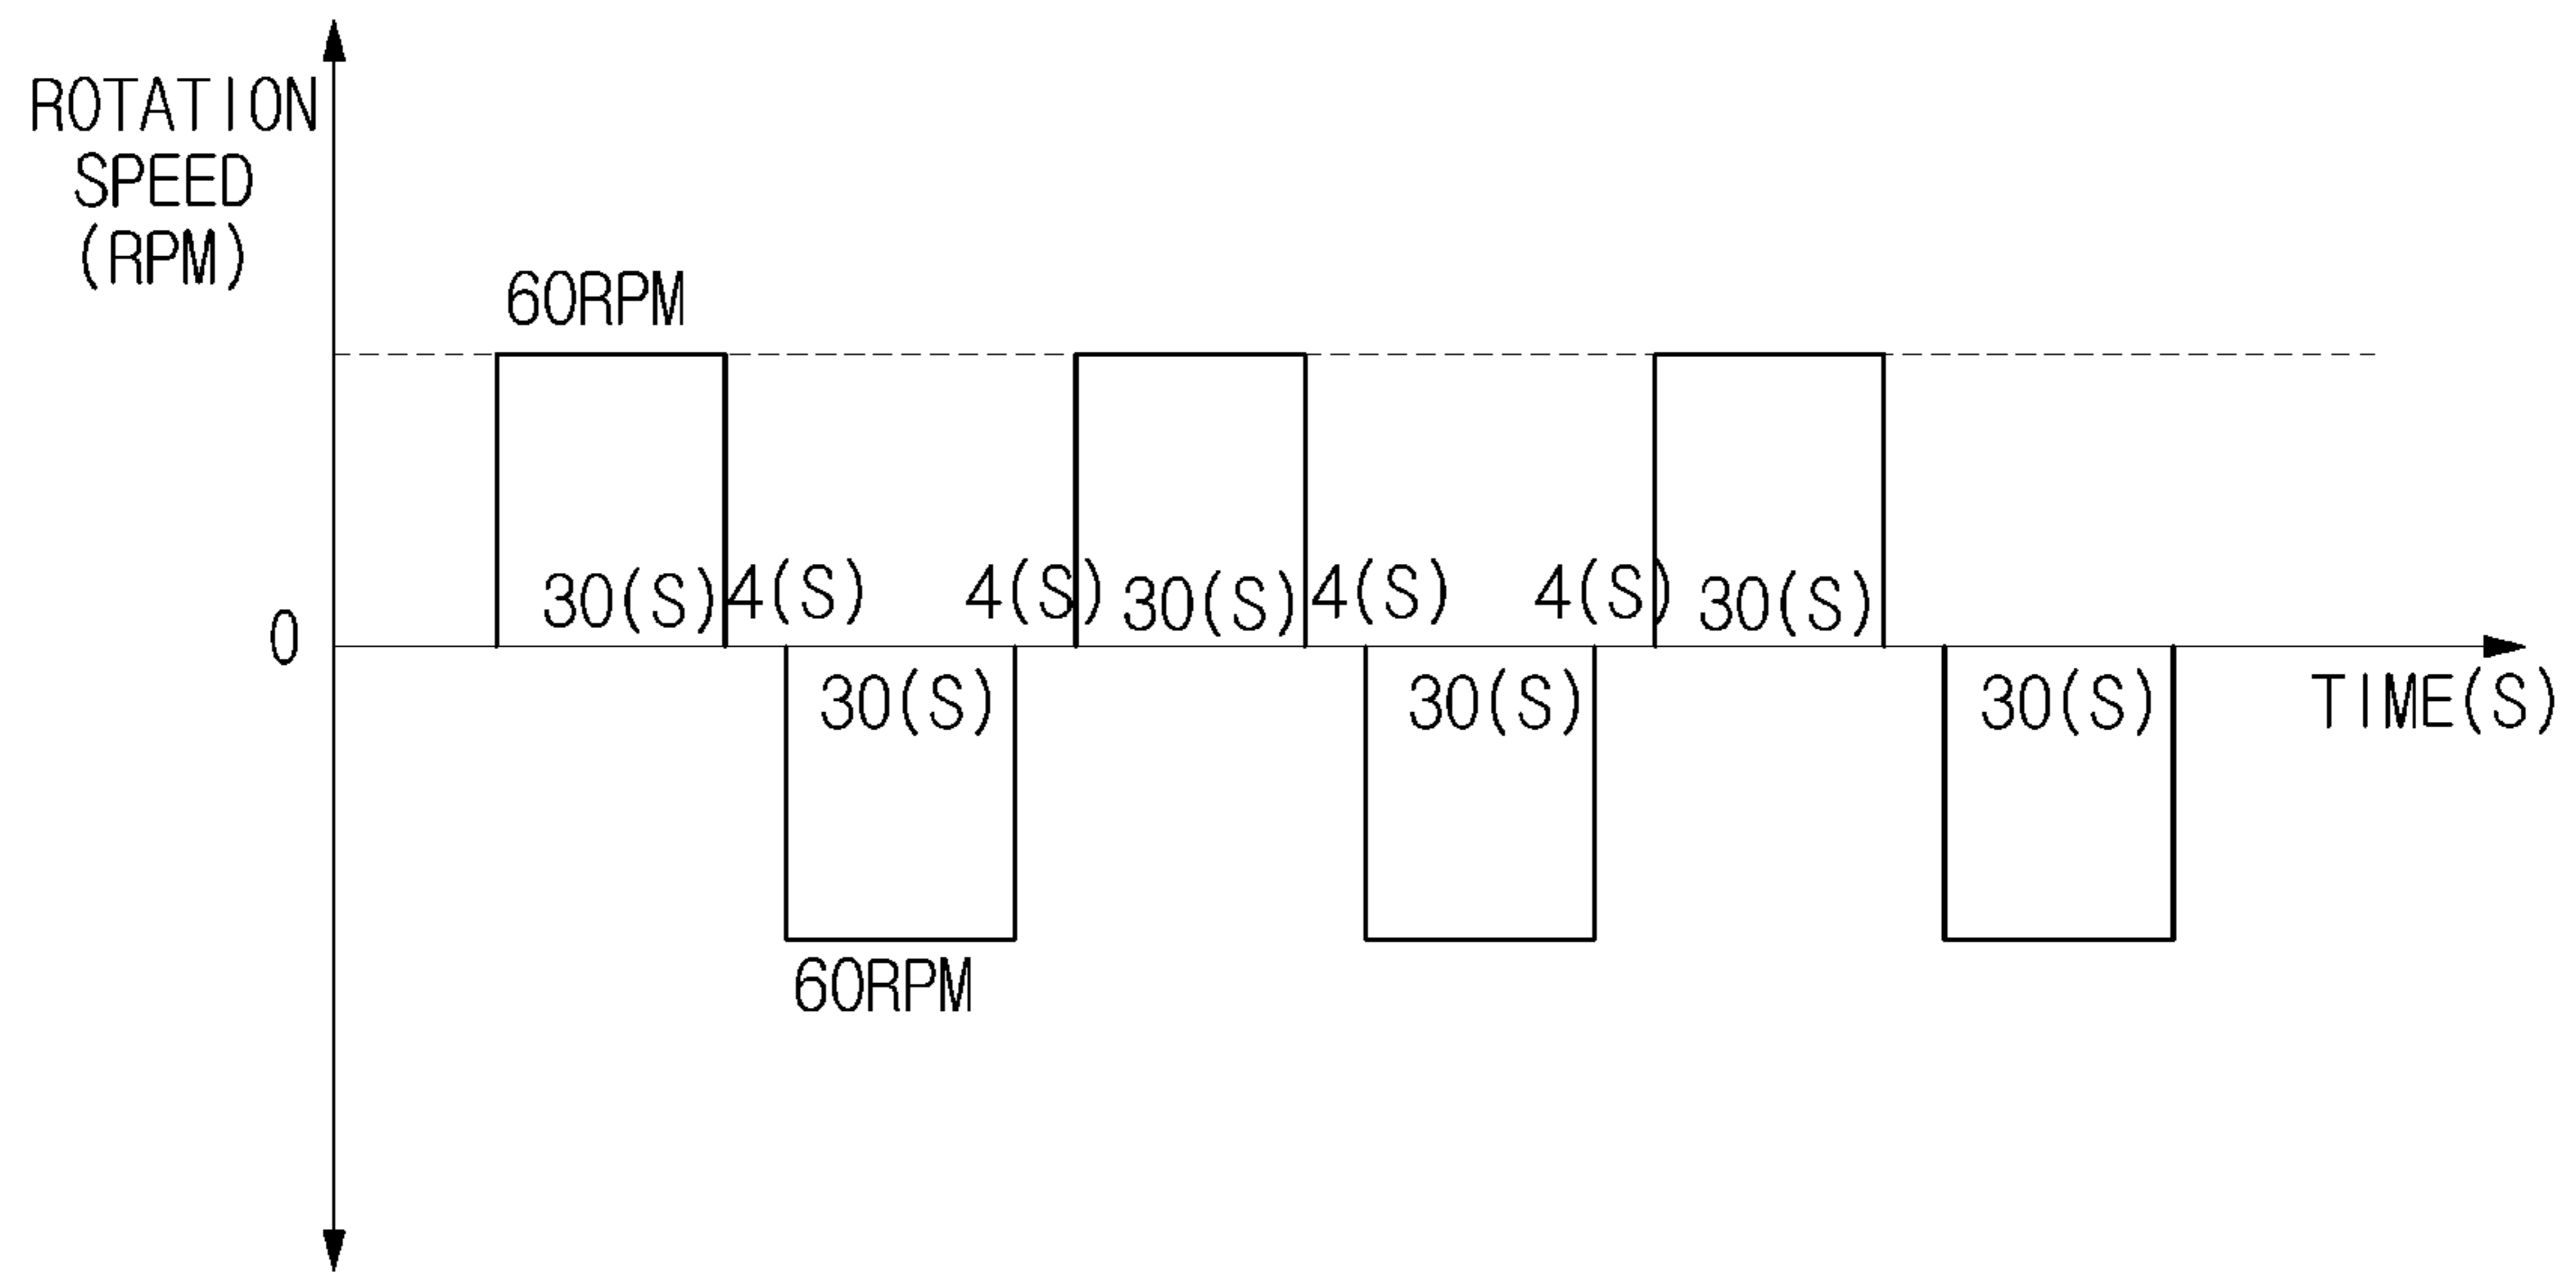 ROTATION
SPEED
(RPM)
60RPM
30(S) 4(S) 4(S) 30(S) 4(S) 4(S) 30(S)
0
30(S) 30(S) 30(S) TIME(S)
60RPM